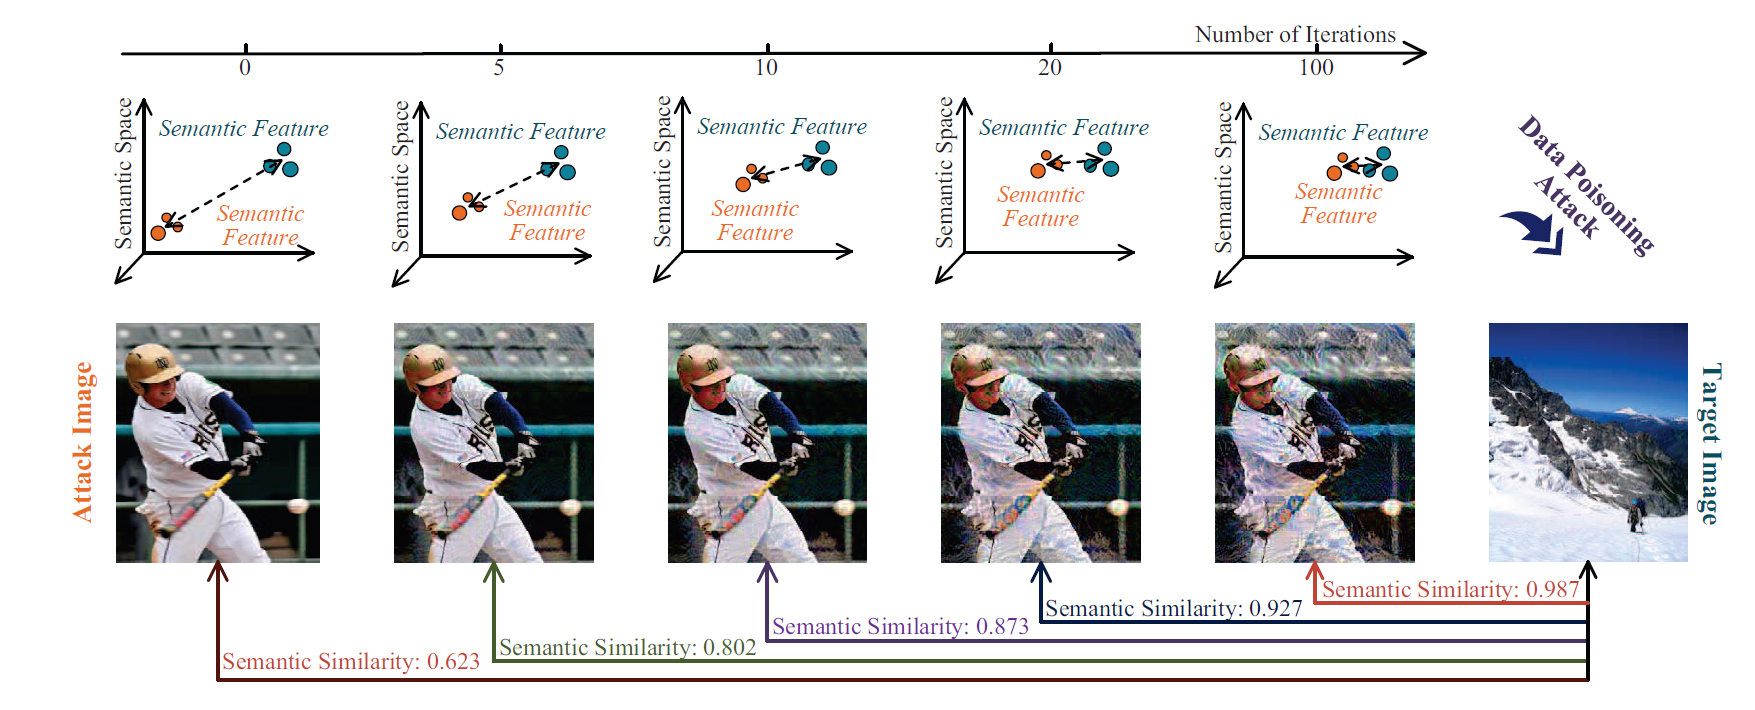 Number of Iterations
0
5
10
20
100
Semantic Space
Semantic Feature
Semantic
Feature
Semantic Space
Semantic Feature
Semantic
Feature
Semantic Space
Semantic Feature
Semantic
Feature
Semantic Space
Semantic Feature
Semantic
Feature
Semantic Space
Semantic Feature
Semantic
Feature
Data Poisoning
Attack
Attack Image
Target Image
Semantic Similarity: 0.987
Semantic Similarity: 0.927
Semantic Similarity: 0.873
Semantic Similarity: 0.802
Semantic Similarity: 0.623